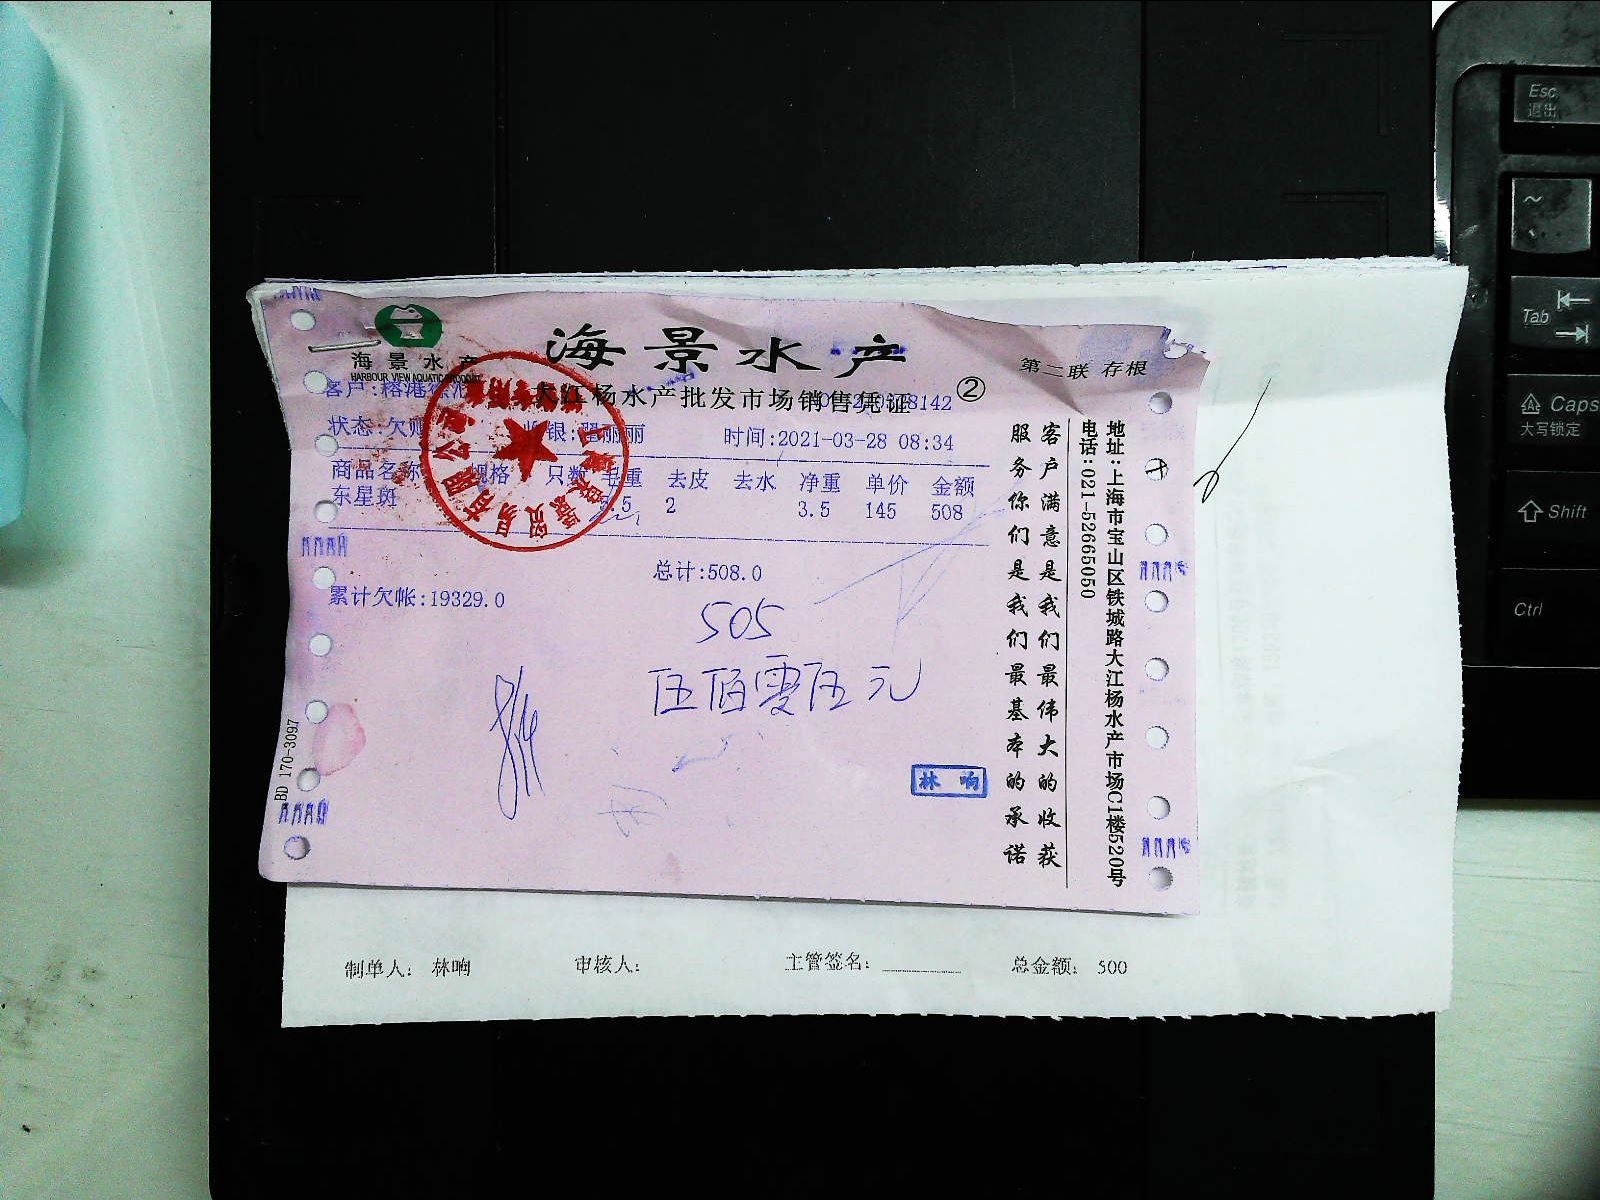 海景水产
HARBOUR VIEW AQUATIC PRODUCT
海景水产
第二联 存根
大江杨水产批发市场销售凭证
②
8142
客户:榕港
状态:欠
银:翟丽丽
时间:2021-03-28 08:34
商品名称 规格 只数 毛重 去皮 去水 净重 单价 金额
东星斑 5.5 2 3.5 145 508
总计:508.0
累计欠帐:19329.0
505
伍佰零伍元
林响
BD 170-3097
客户满意是我们最伟大的收获
服务你们是我们最基本的承诺
地址:上海市宝山区铁城路大江杨水产市场C1楼520号
电话:021-52665050
制单人: 林响 审核人: 主管签名: 总金额: 500
Esc
退出
~
Tab
Caps
大写锁定
Shift
Ctrl